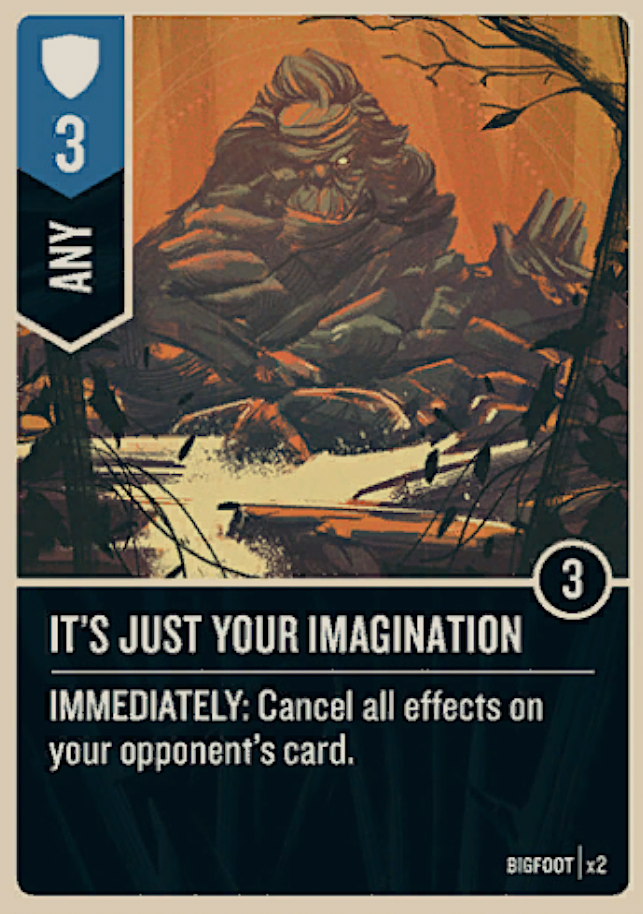 3
ANY
3
IT'S JUST YOUR IMAGINATION
IMMEDIATELY: Cancel all effects on
your opponent's card.
BIGFOOT | x2